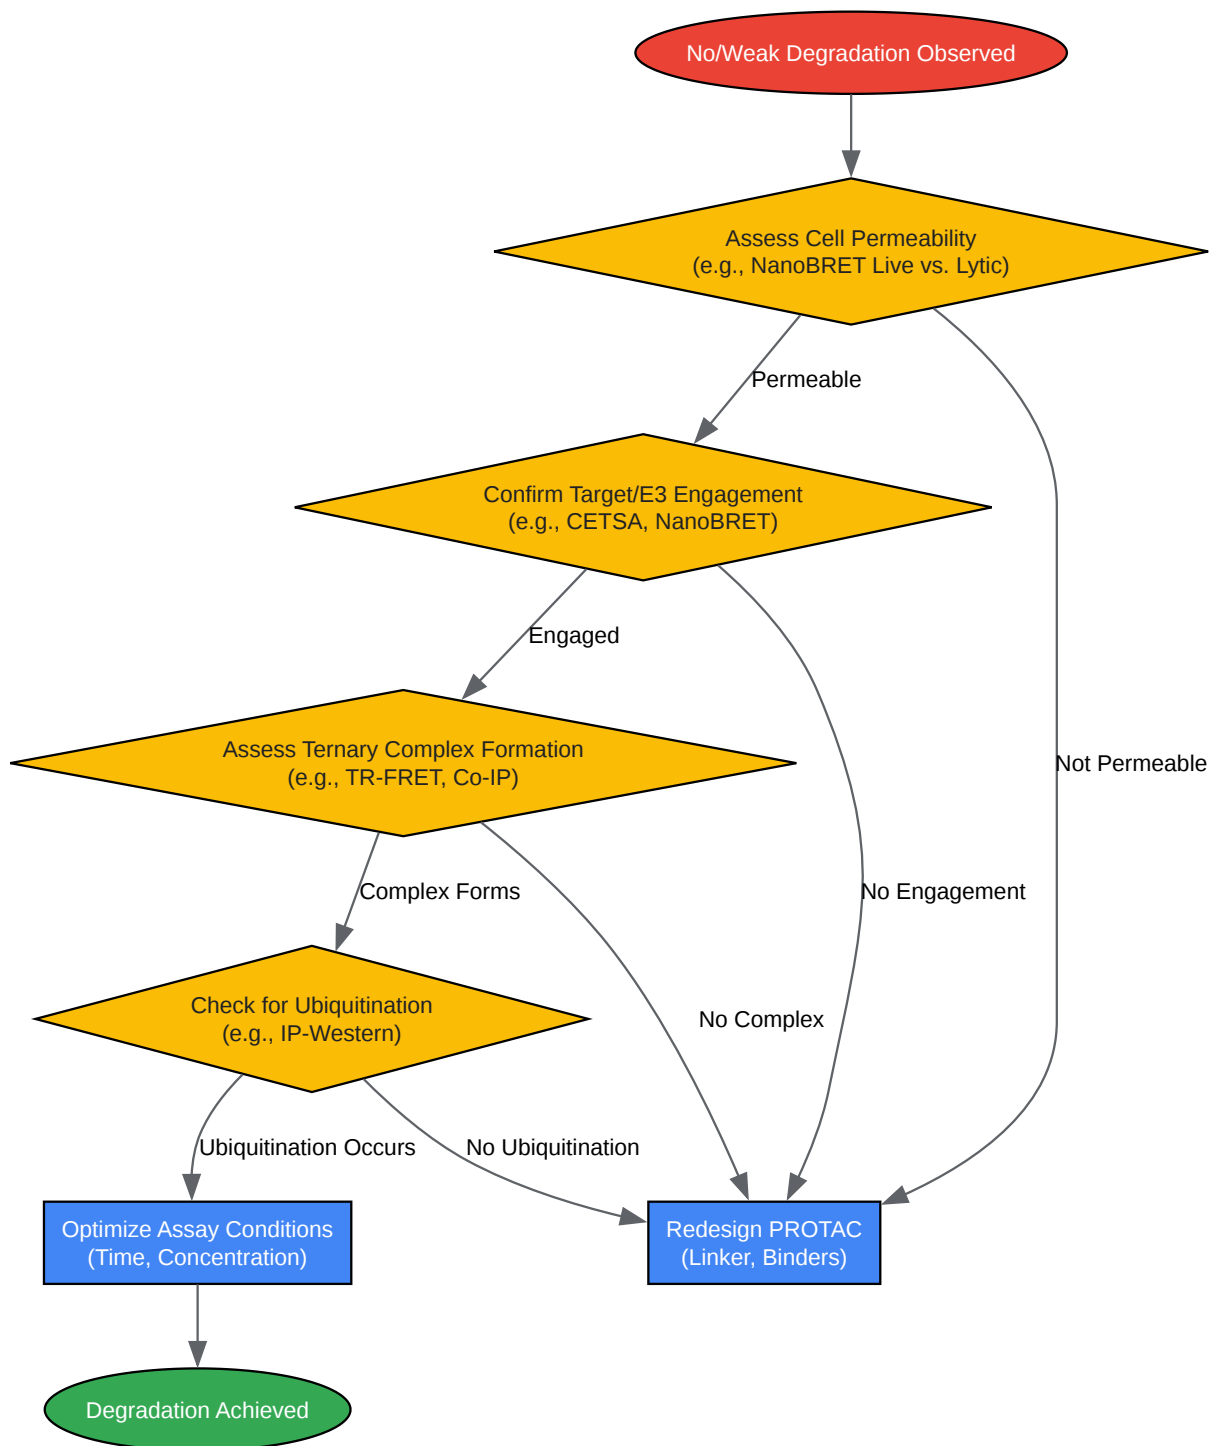 No/Weak Degradation Observed
Assess Cell Permeability
(e.g., NanoBRET Live vs. Lytic)
Permeable
Confirm Target/E3 Engagement
(e.g., CETSA, NanoBRET)
Engaged
Assess Ternary Complex Formation
(e.g., TR-FRET, Co-IP)
Not Permeable
Complex Forms
No Engagement
Check for Ubiquitination
(e.g., IP-Western)
No Complex
Ubiquitination Occurs
No Ubiquitination
Optimize Assay Conditions
(Time, Concentration)
Redesign PROTAC
(Linker, Binders)
Degradation Achieved